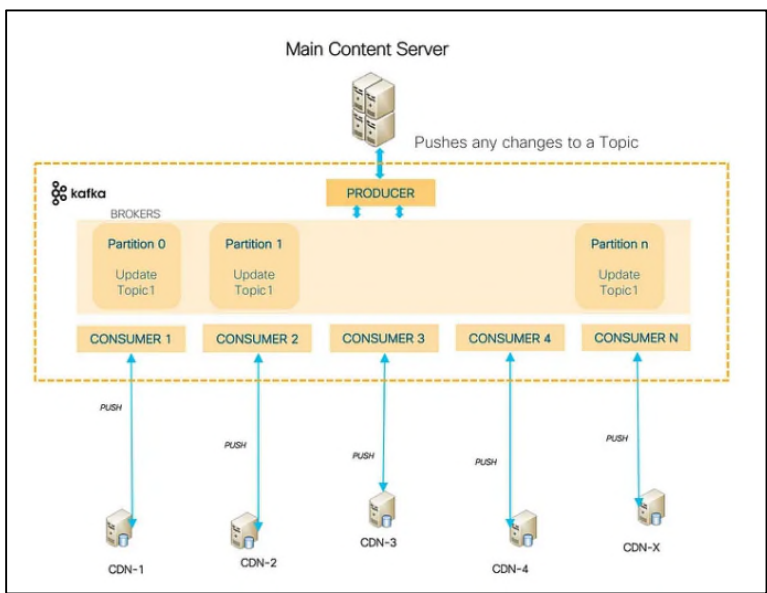 Main Content Server
Pushes any changes to a Topic
kafka
PRODUCER
BROKERS
Partition 0
Update
Topic1
Partition 1
Update
Topic1
Partition n
Update
Topic1
CONSUMER 1
CONSUMER 2
CONSUMER 3
CONSUMER 4
CONSUMER N
PUSH
PUSH
PUSH
PUSH
PUSH
CDN-1
CDN-2
CDN-3
CDN-4
CDN-X